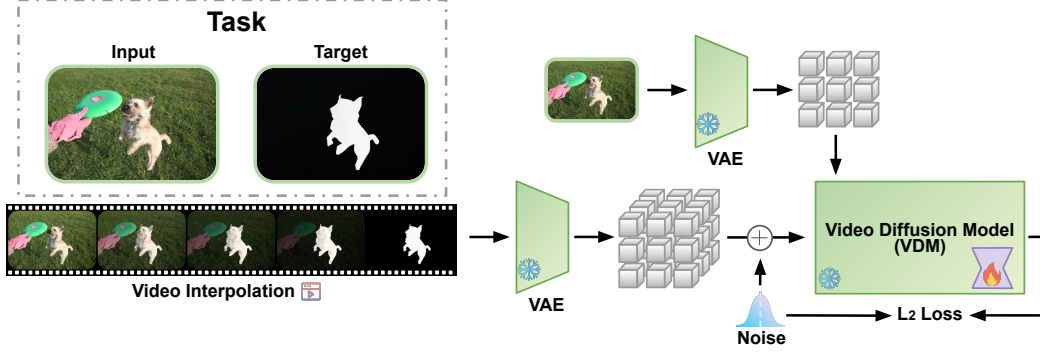 Task
Input
Target
Video Interpolation
VAE
VAE
Video Diffusion Model
(VDM)
Noise
L₂ Loss